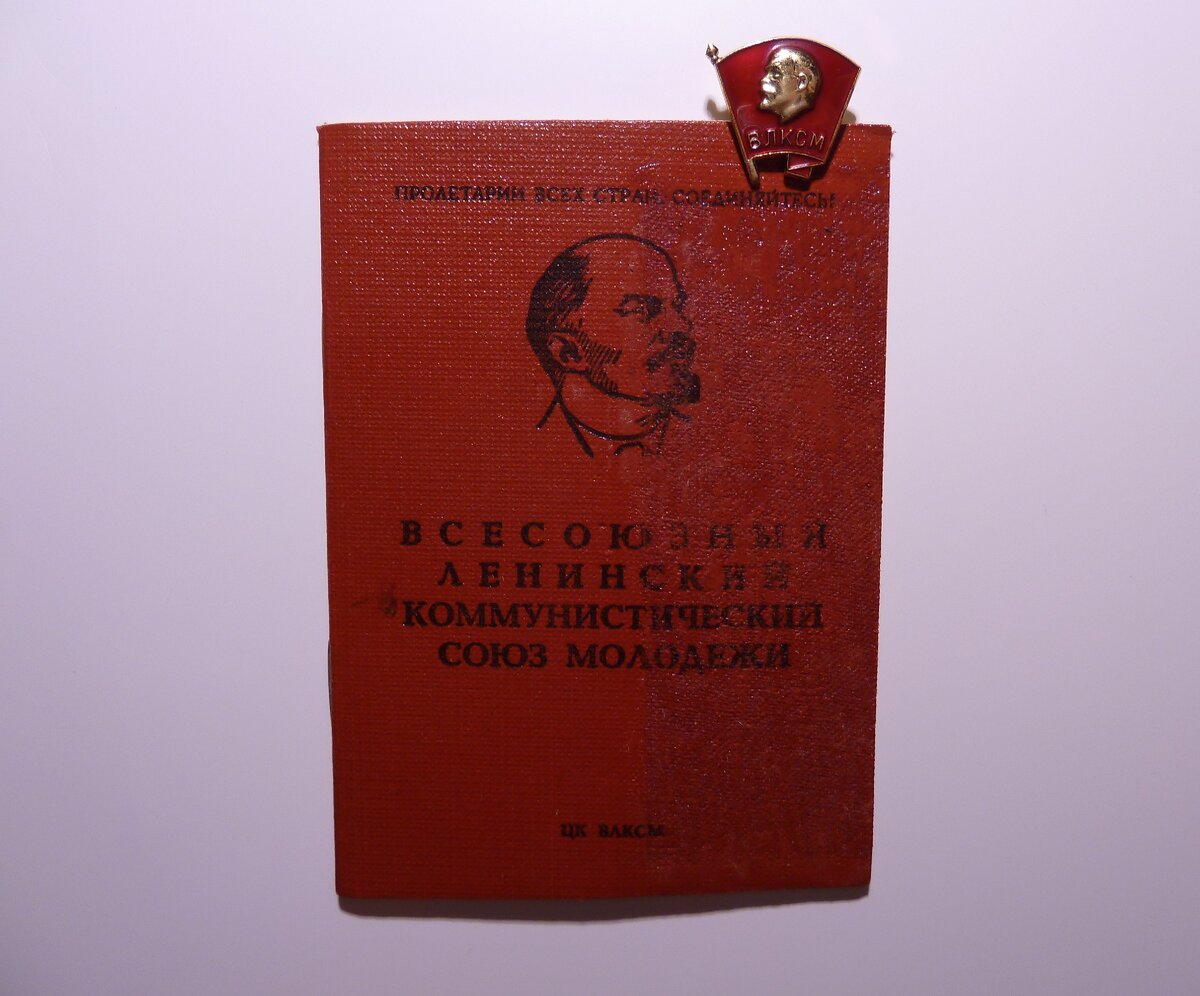 ВЛКСМ
ПРОЛЕТАРИИ ВСЕХ СТРАН, СОЕДИНЯЙТЕСЬ!
ВСЕСОЮЗНЫЙ
ЛЕНИНСКИЙ
КОММУНИСТИЧЕСКИЙ
СОЮЗ МОЛОДЕЖИ
ЦК ВЛКСМ